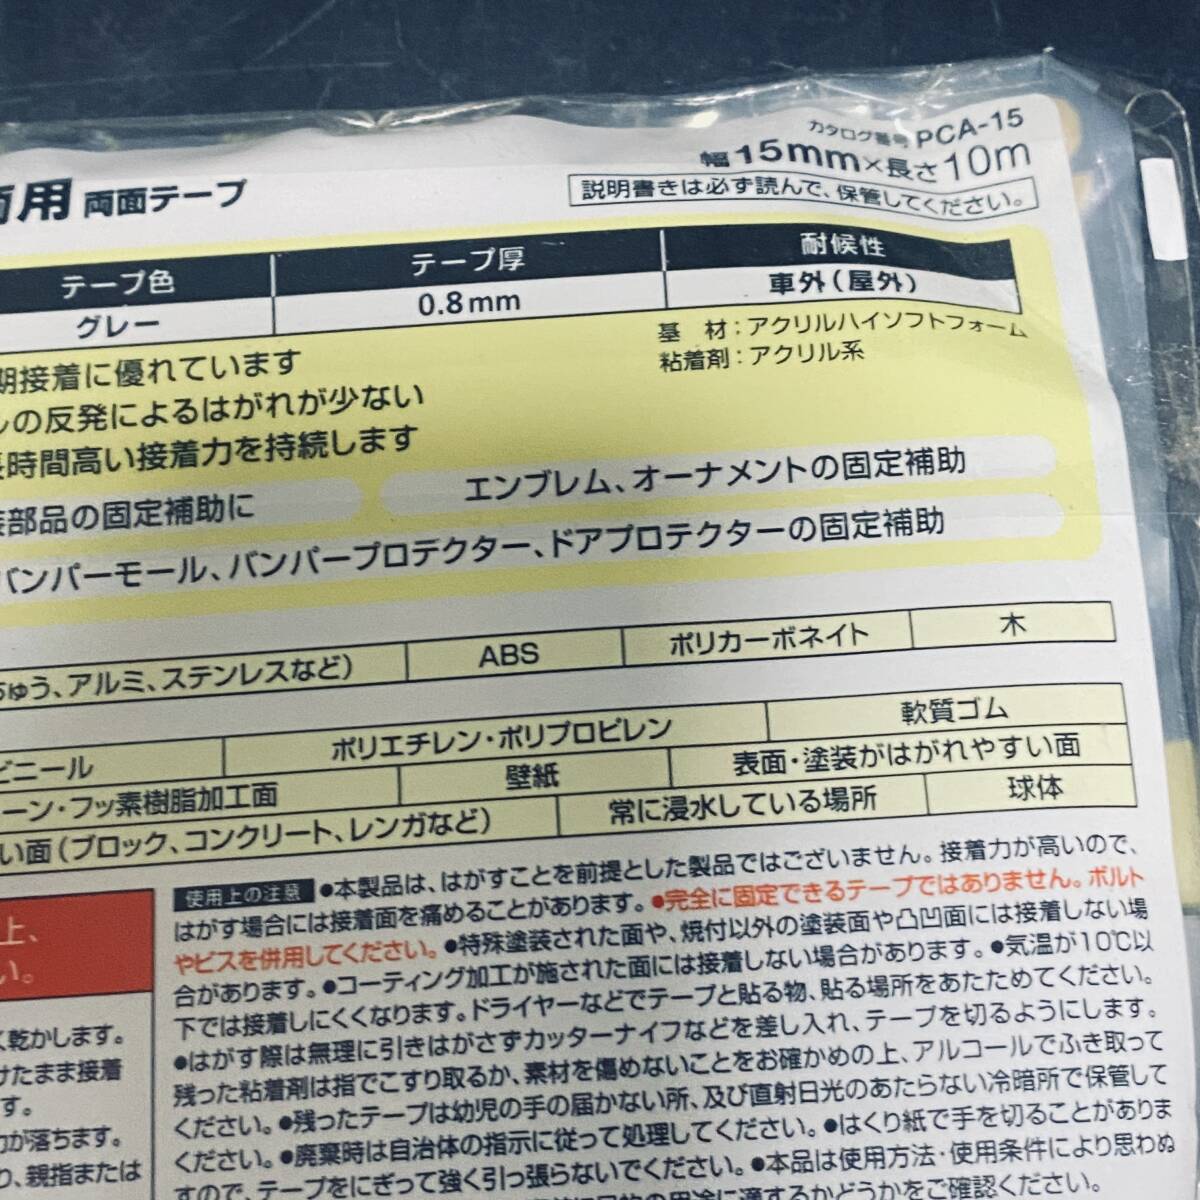 カタログ番号 PCA-15
幅15mm×長さ10m
用 両面テープ
説明書きは必ず読んで、保管してください。
テープ色 テープ厚 耐候性
グレー 0.8mm 車外(屋外)
基 材:アクリルハイソフトフォーム
粘着剤:アクリル系
期接着に優れています
の反発によるはがれが少ない
長時間高い接着力を持続します
部品の固定補助に エンブレム、オーナメントの固定補助
バンパーモール、バンパープロテクター、ドアプロテクターの固定補助
ちゅう、アルミ、ステンレスなど) ABS ポリカーボネイト 木
ビニール ポリエチレン・ポリプロピレン 軟質ゴム
ーン・フッ素樹脂加工面 壁紙 表面・塗装がはがれやすい面
い面(ブロック、コンクリート、レンガなど) 常に浸水している場所 球体
上、
い。
く乾かします。
けたまま接着
す。
力が落ちます。
り、親指または
使用上の注意 ●本製品は、はがすことを前提とした製品ではございません。接着力が高いので、
はがす場合には接着面を痛めることがあります。●完全に固定できるテープではありません。ボルト
やビスを併用してください。●特殊塗装された面や、焼付以外の塗装面や凸凹面には接着しない場
合があります。●コーティング加工が施された面には接着しない場合があります。●気温が10℃以
下では接着しにくくなります。ドライヤーなどでテープと貼る物、貼る場所をあたためてください。
●はがす際は無理に引きはがさずカッターナイフなどを差し入れ、テープを切るようにします。
残った粘着剤は指でこすり取るか、素材を傷めないことをお確かめの上、アルコールでふき取って
ください。●残ったテープは幼児の手の届かない所、及び直射日光のあたらない冷暗所で保管して
ください。●廃棄時は自治体の指示に従って処理してください。●はくり紙で手を切ることがありま
すので、テープをにぎって強く引っ張らないでください。●本品は使用方法・使用条件により思わぬ
の用途に適するかどうかをご確認ください。